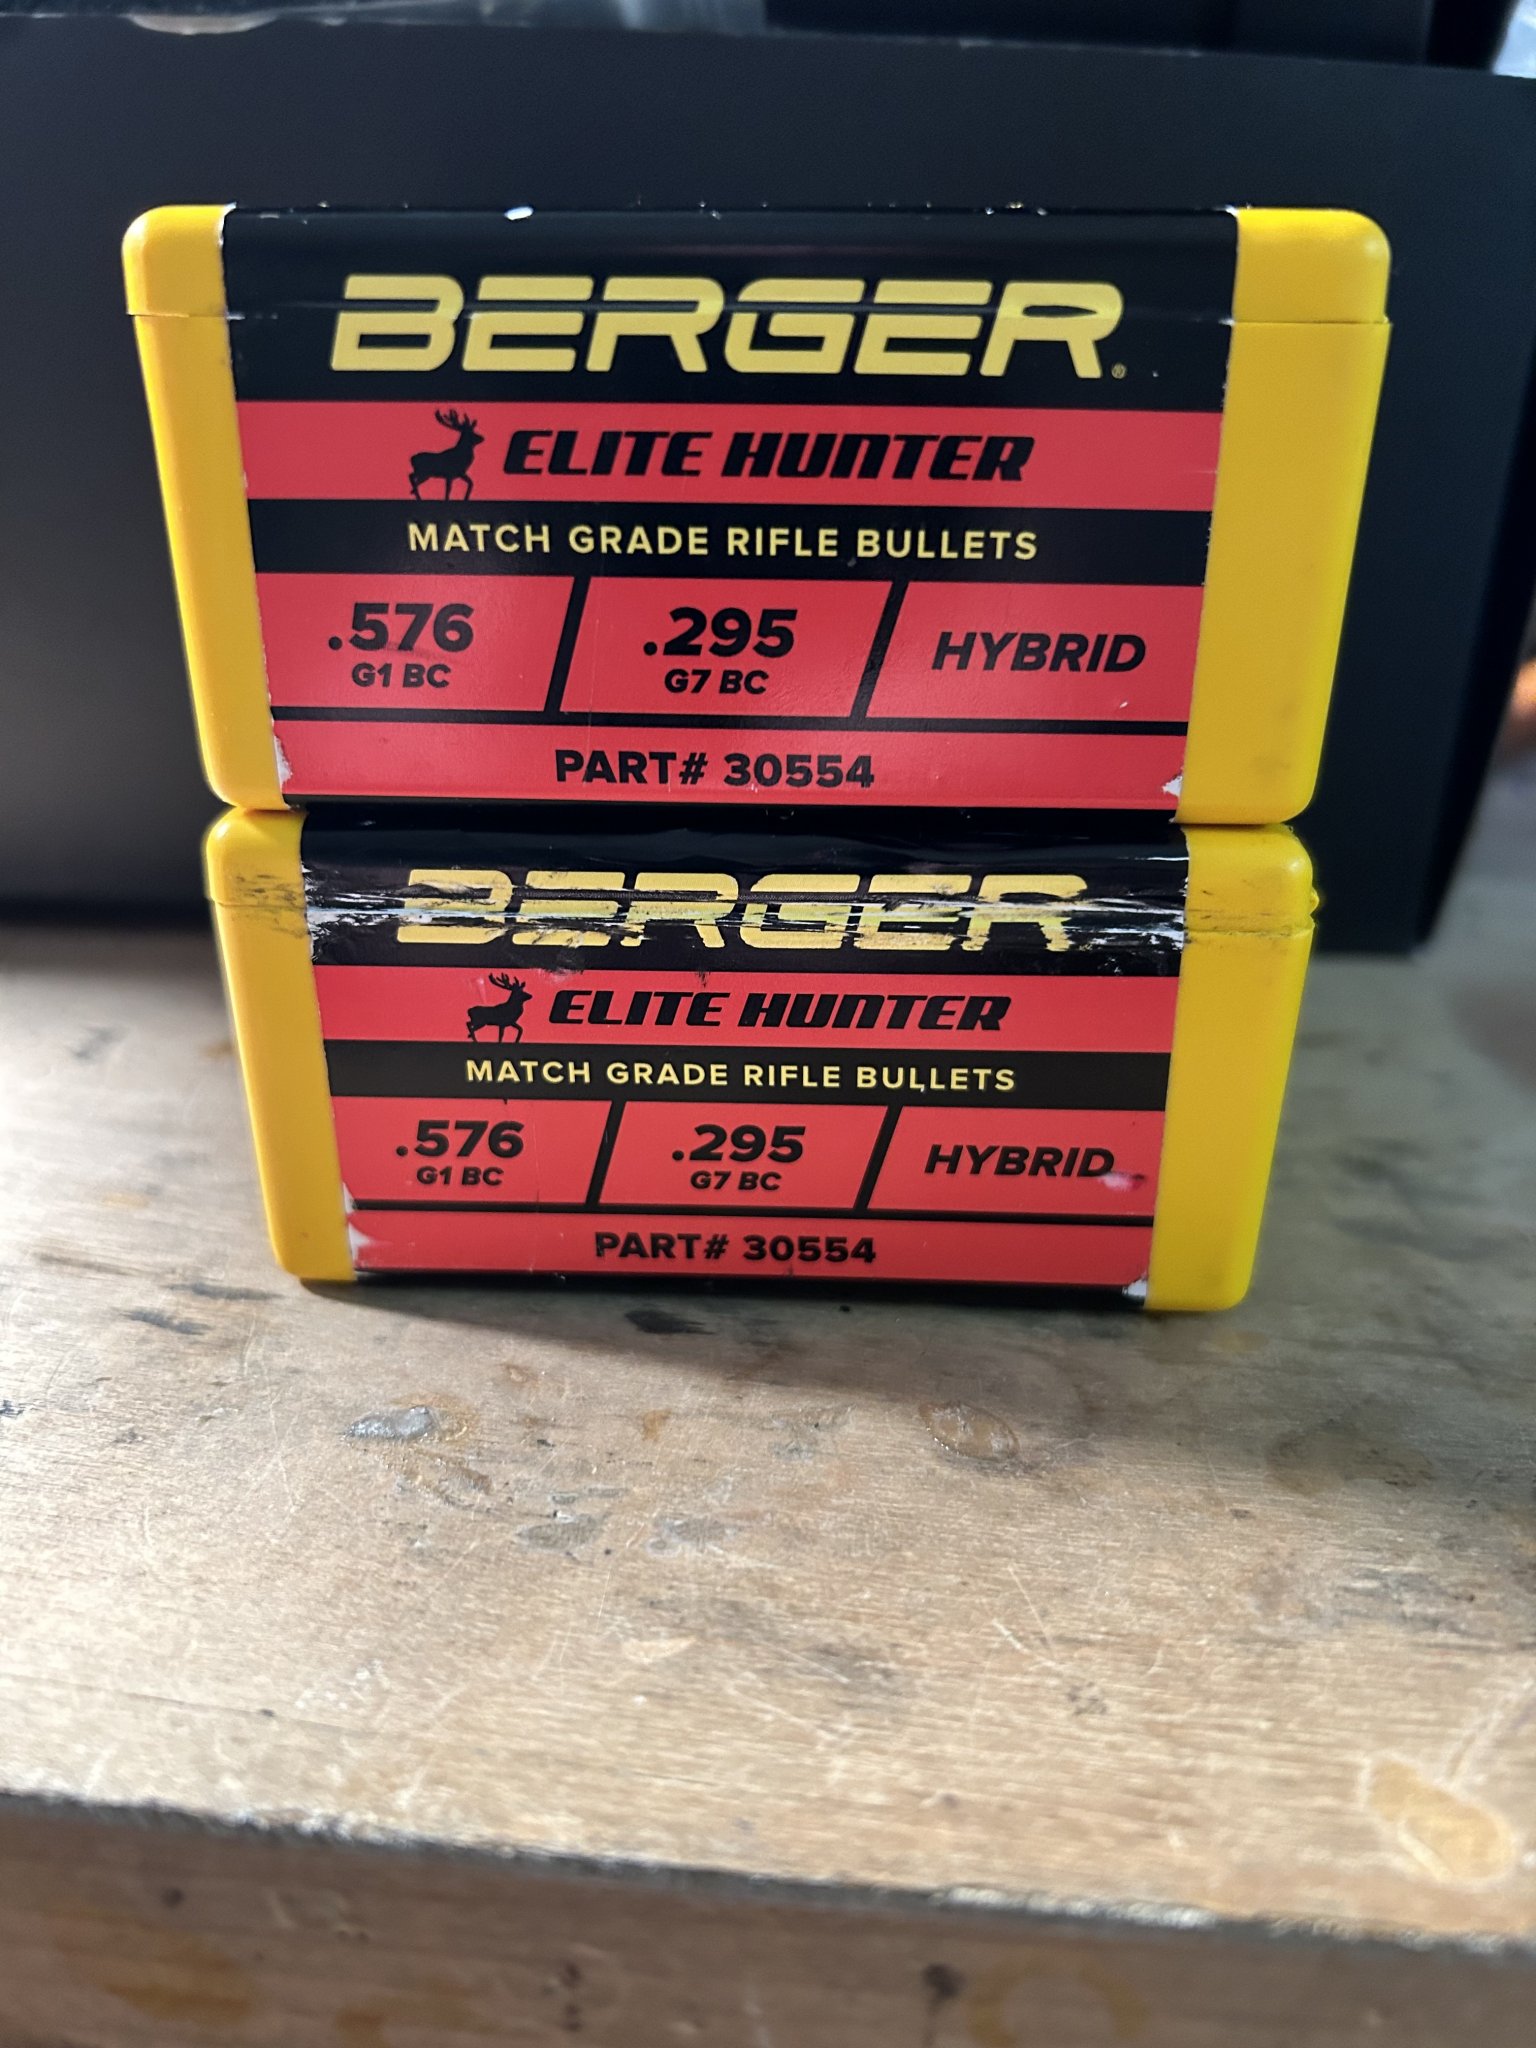 BERGER®
ELITE HUNTER
MATCH GRADE RIFLE BULLETS
.576 .295 HYBRID
G1 BC G7 BC
PART# 30554
BERGER
ELITE HUNTER
MATCH GRADE RIFLE BULLETS
.576 .295 HYBRID
G1 BC G7 BC
PART# 30554